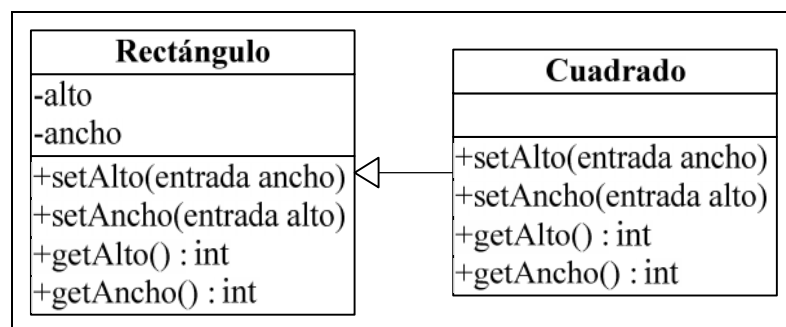 Rectángulo
-alto
-ancho
+setAlto(entrada ancho)
+setAncho(entrada alto)
+getAlto() : int
+getAncho() : int
Cuadrado
+setAlto(entrada ancho)
+setAncho(entrada alto)
+getAlto() : int
+getAncho() : int